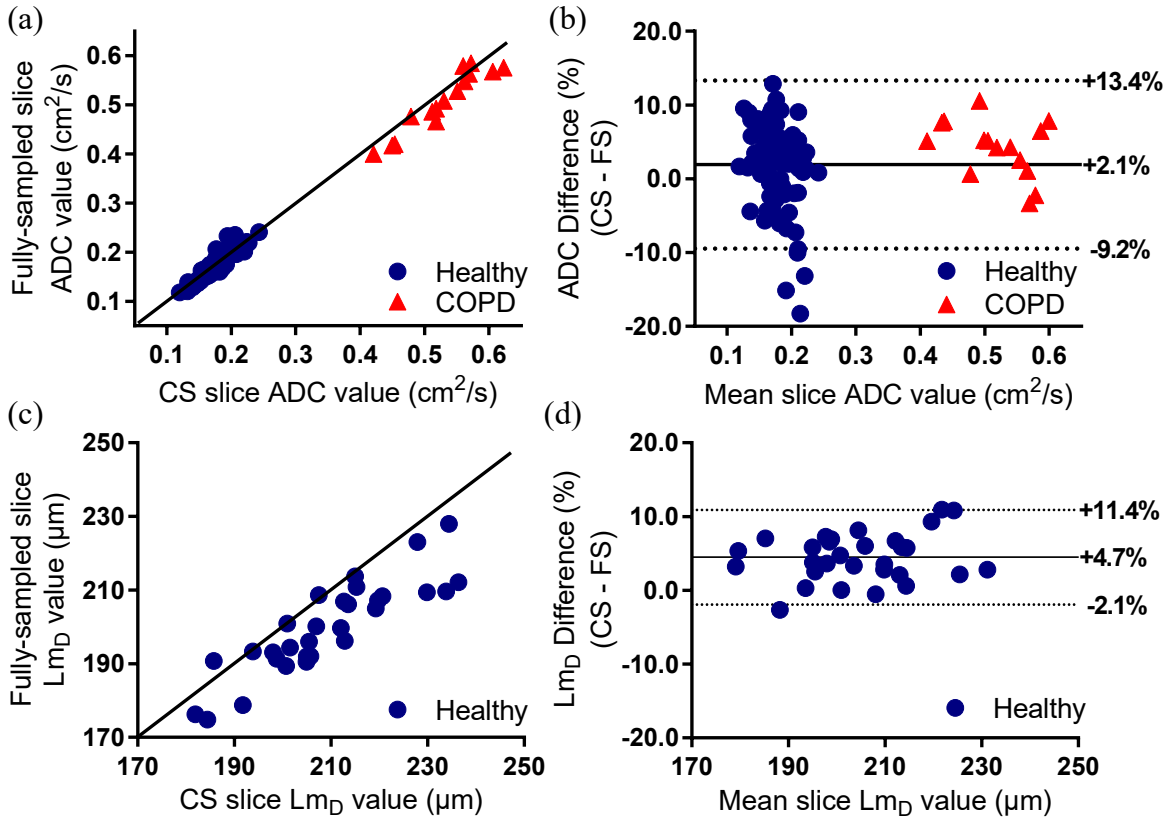 (a)
Fully-sampled slice
ADC value (cm²/s)
0.6
0.5
0.4
0.3
0.2
0.1
Healthy
COPD
0.1 0.2 0.3 0.4 0.5 0.6
CS slice ADC value (cm²/s)
(b)
ADC Difference (%)
(CS - FS)
20.0
10.0
0.0
-10.0
-20.0
+13.4%
+2.1%
-9.2%
Healthy
COPD
0.1 0.2 0.3 0.4 0.5 0.6
Mean slice ADC value (cm²/s)
(c)
Fully-sampled slice
Lm_D value (μm)
250
230
210
190
170
Healthy
170 190 210 230 250
CS slice Lm_D value (μm)
(d)
Lm_D Difference (%)
(CS - FS)
20.0
10.0
0.0
-10.0
-20.0
+11.4%
+4.7%
-2.1%
Healthy
170 190 210 230 250
Mean slice Lm_D value (μm)